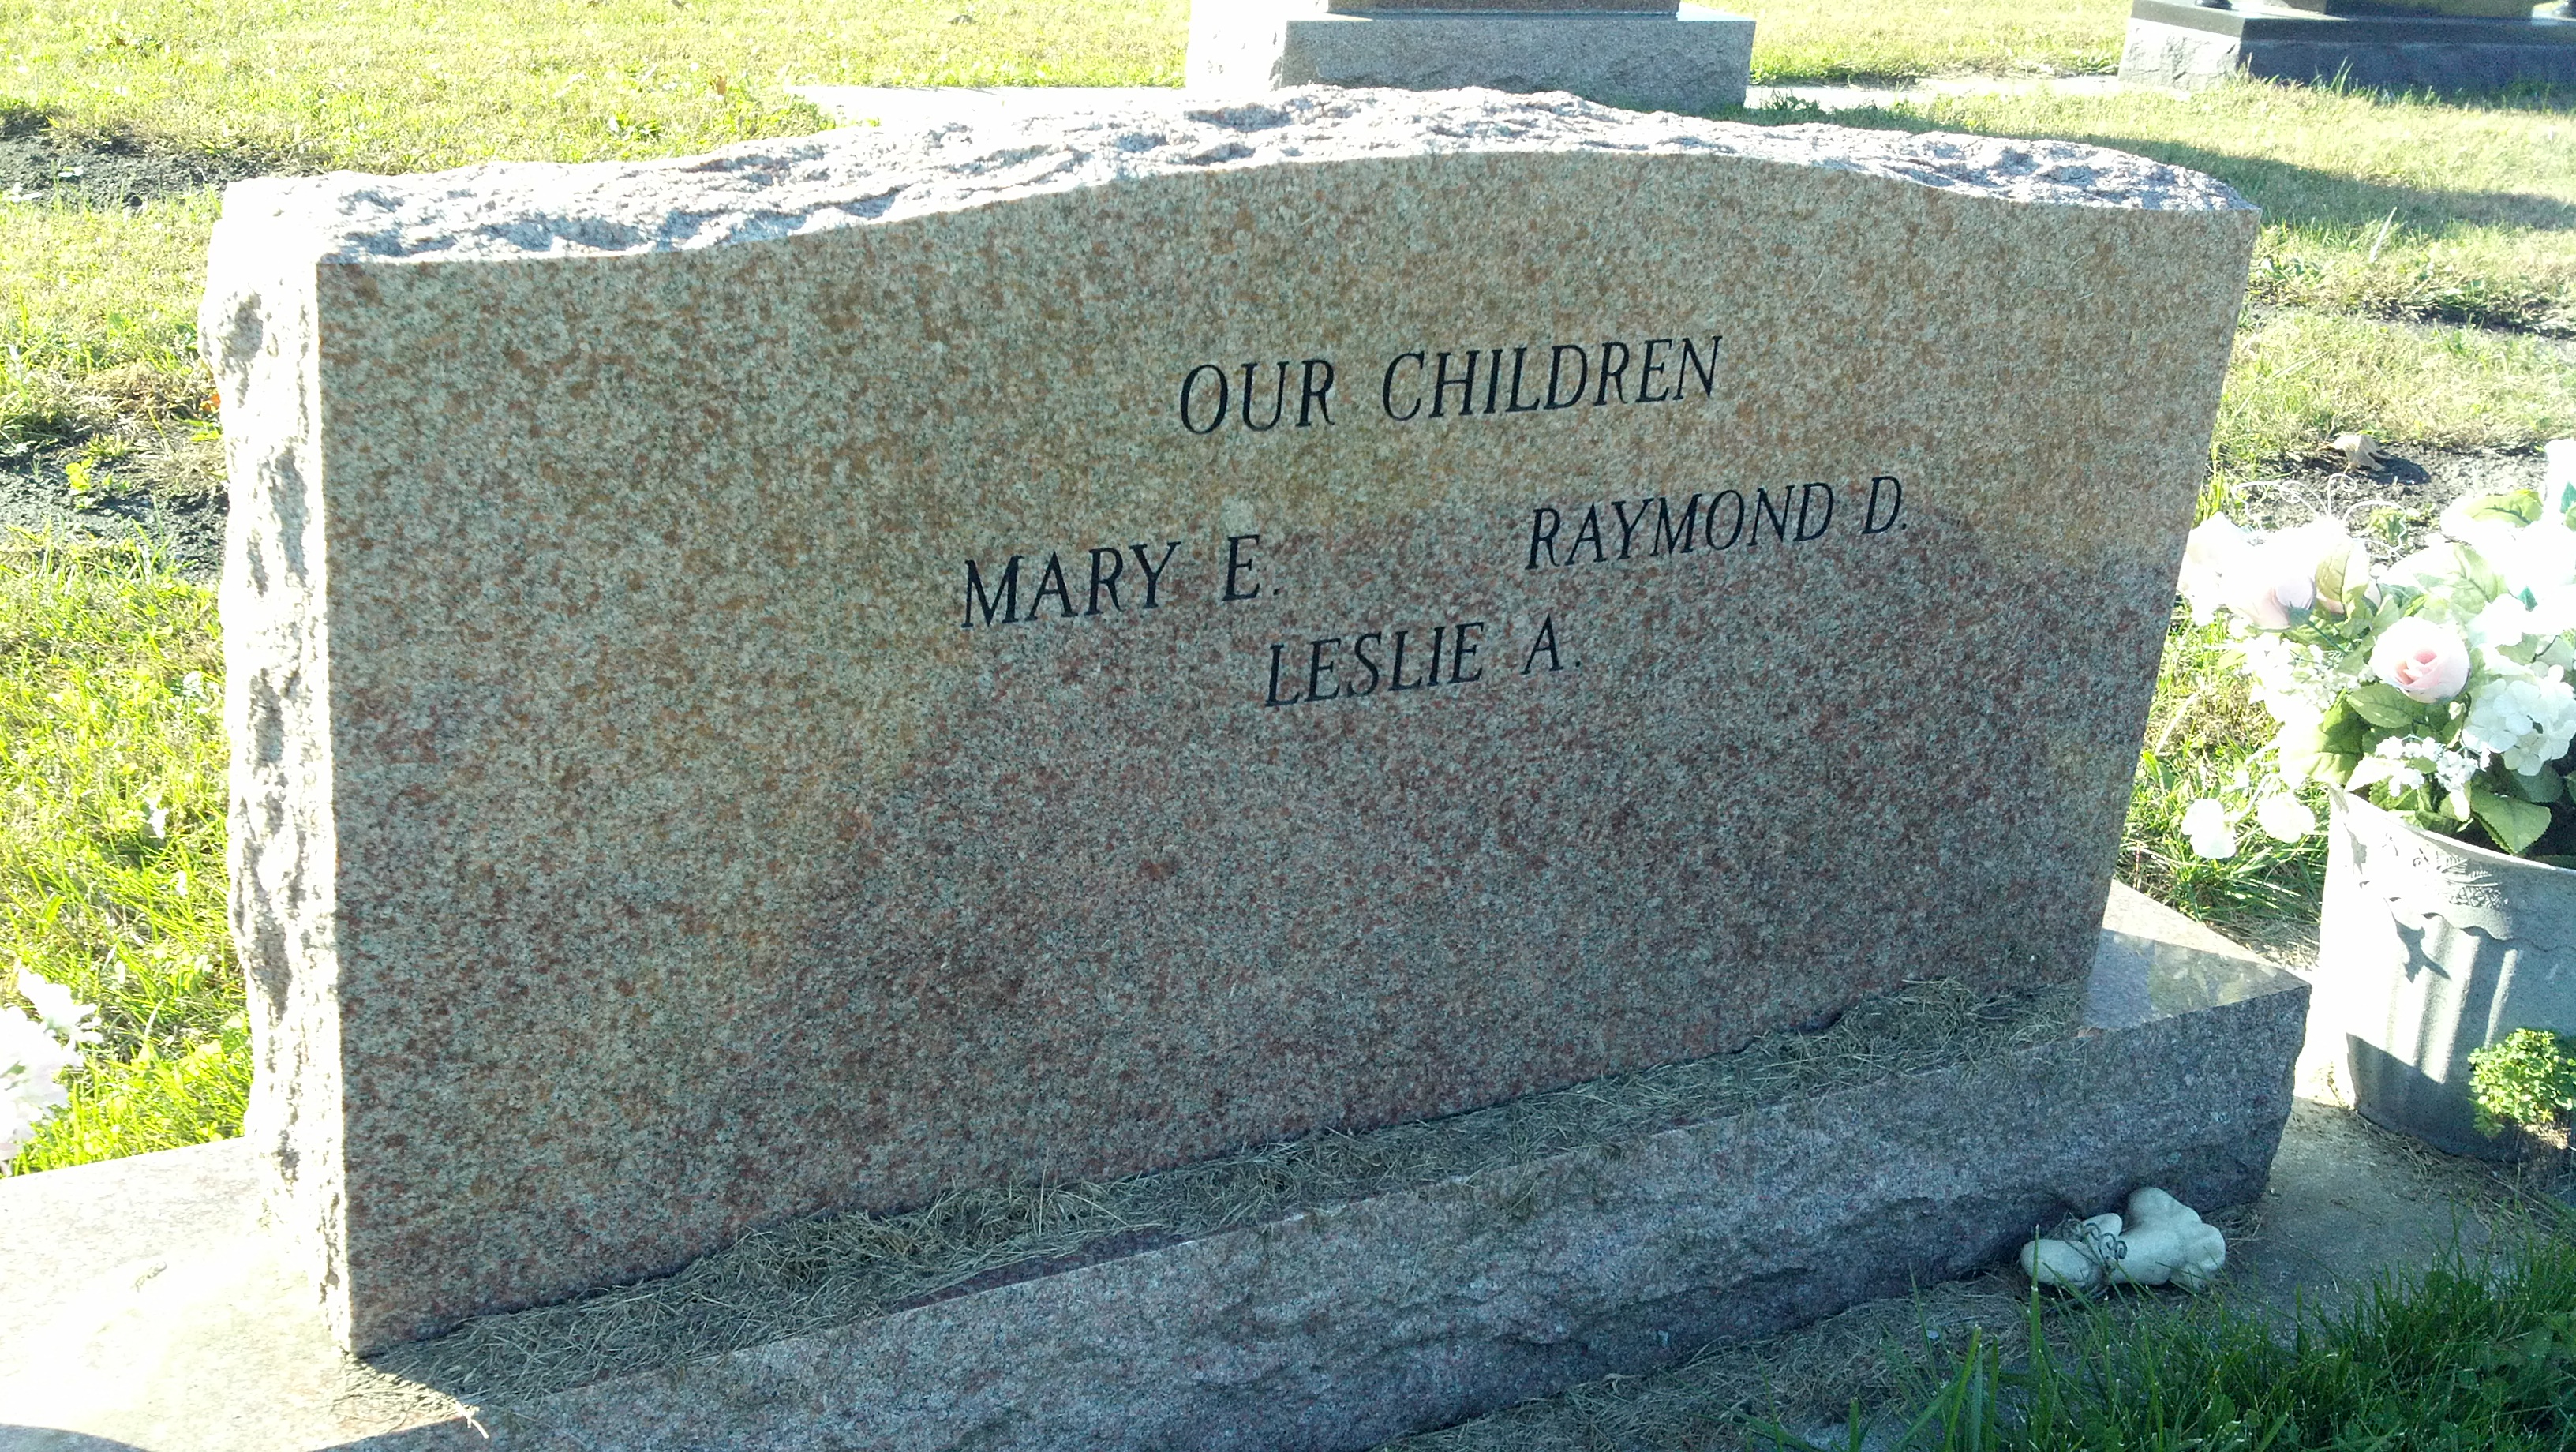 OUR CHILDREN
MARY E. RAYMOND D.
LESLIE A.